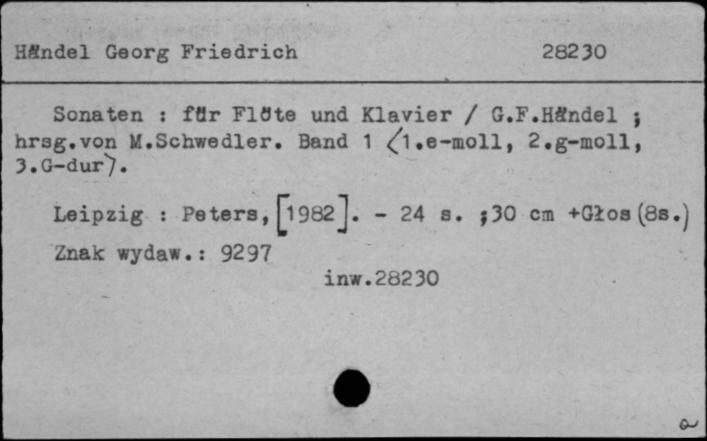 Händel Georg Friedrich 28230
Sonaten : für Flöte und Klavier / G.F.Händel ;
hrsg.von M.Schwedler. Band 1 <1.e-moll, 2.g-moll,
3.G-dur>.
Leipzig : Peters, [1982]. - 24 s. ;30 cm +Głos (8s.)
Znak wydaw.: 9297
inw.28230